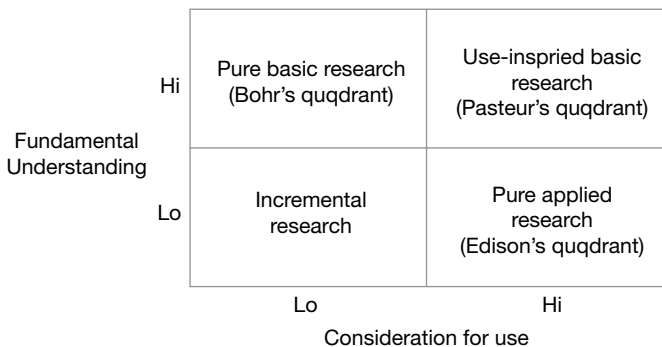 Pure basic research
(Bohr's quqdrant)
Use-inspried basic
research
(Pasteur's quqdrant)
Hi
Fundamental
Understanding
Lo
Incremental
research
Pure applied
research
(Edison's quqdrant)
Lo
Hi
Consideration for use